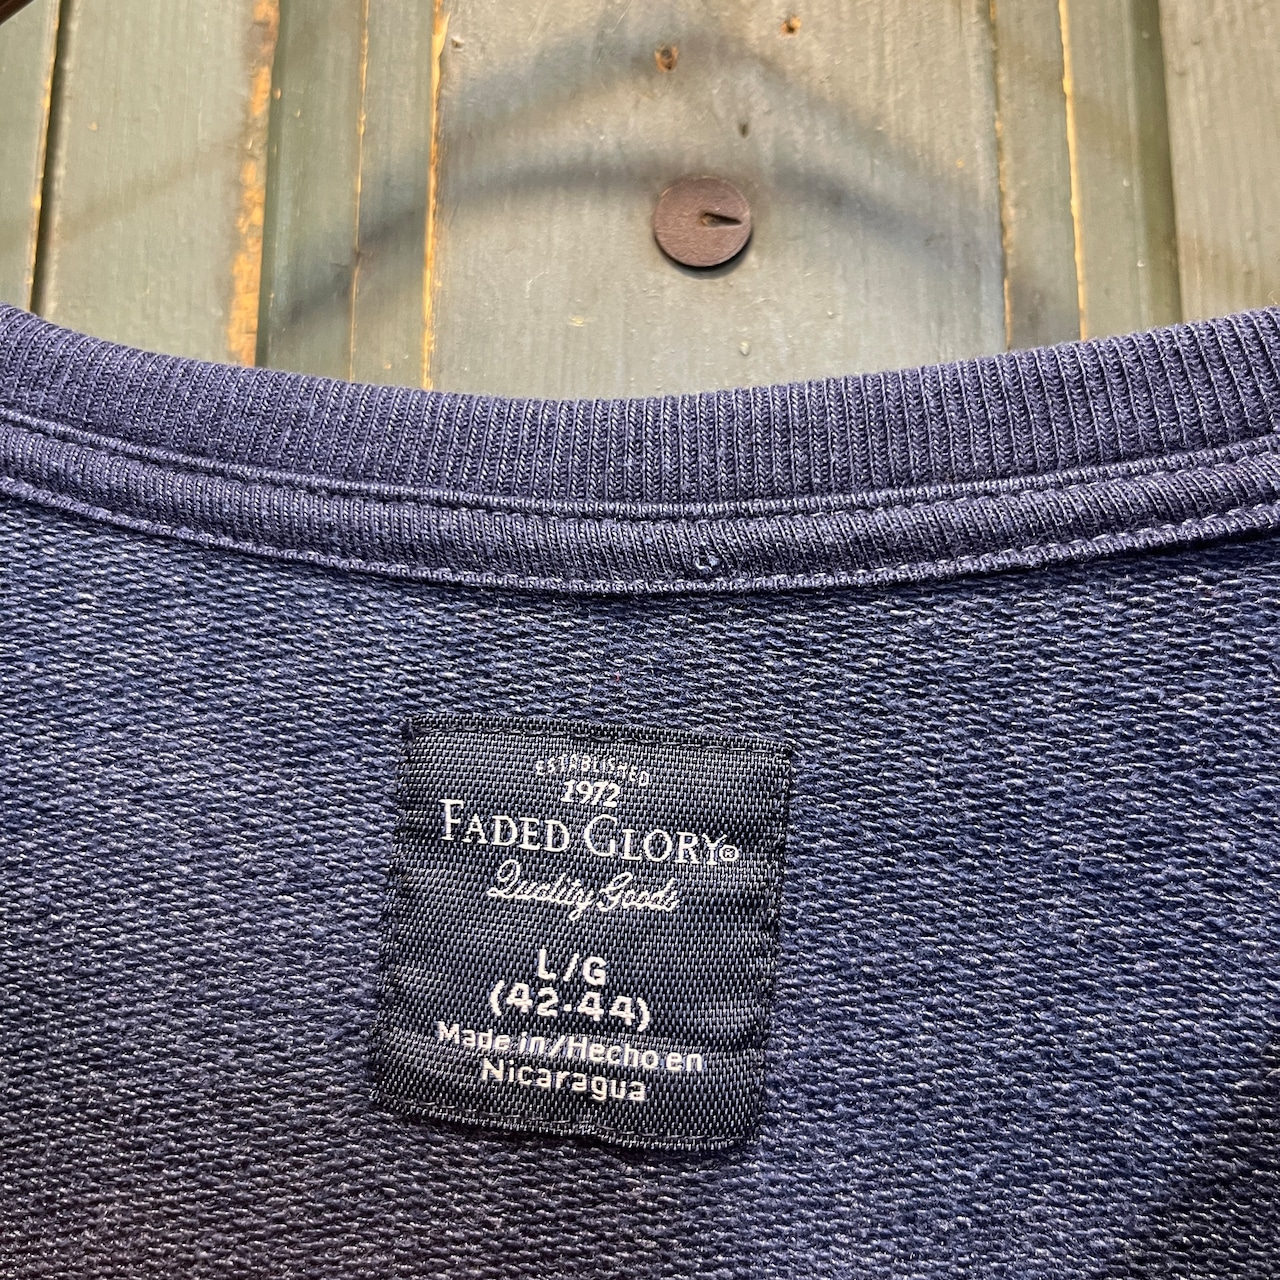 ESTABLISHED
1972
FADED GLORY®
Quality Goods
L/G
(42-44)
Made in/Hecho en
Nicaragua